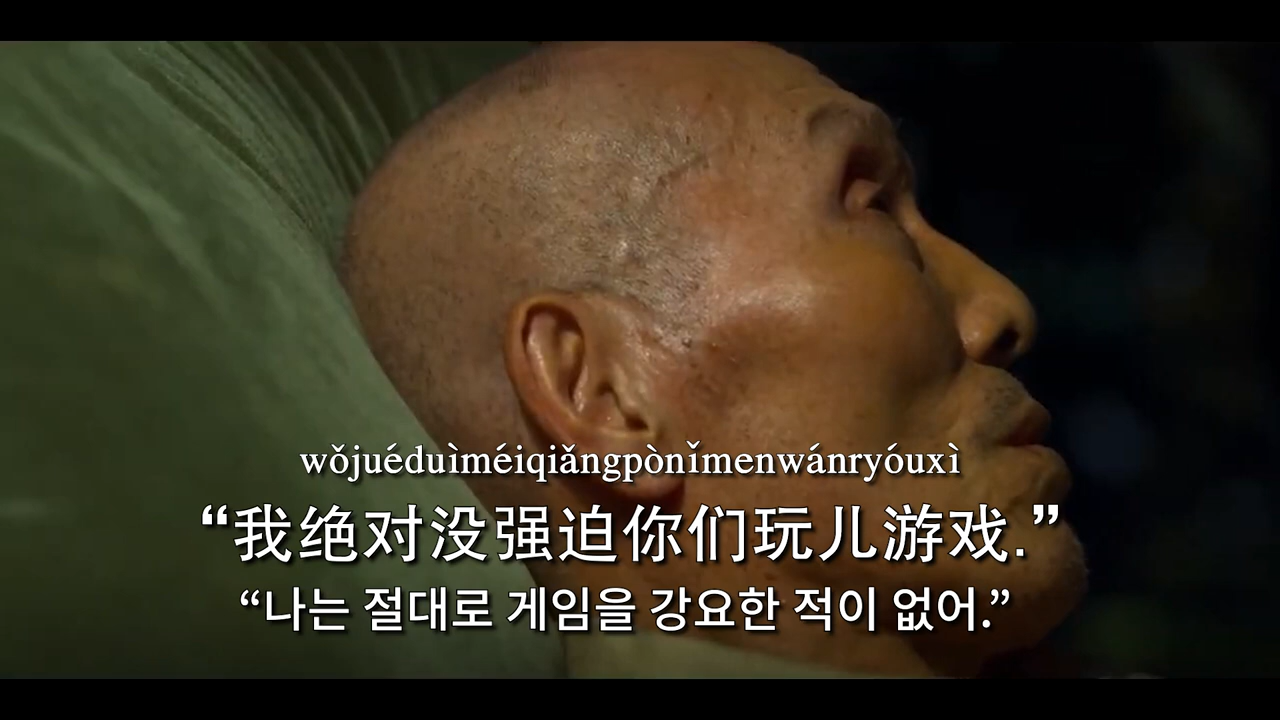 wǒjuéduìméiqiǎngpònǐmenwánryóuxì
“我绝对没强迫你们玩儿游戏.”
“나는 절대로 게임을 강요한 적이 없어.”